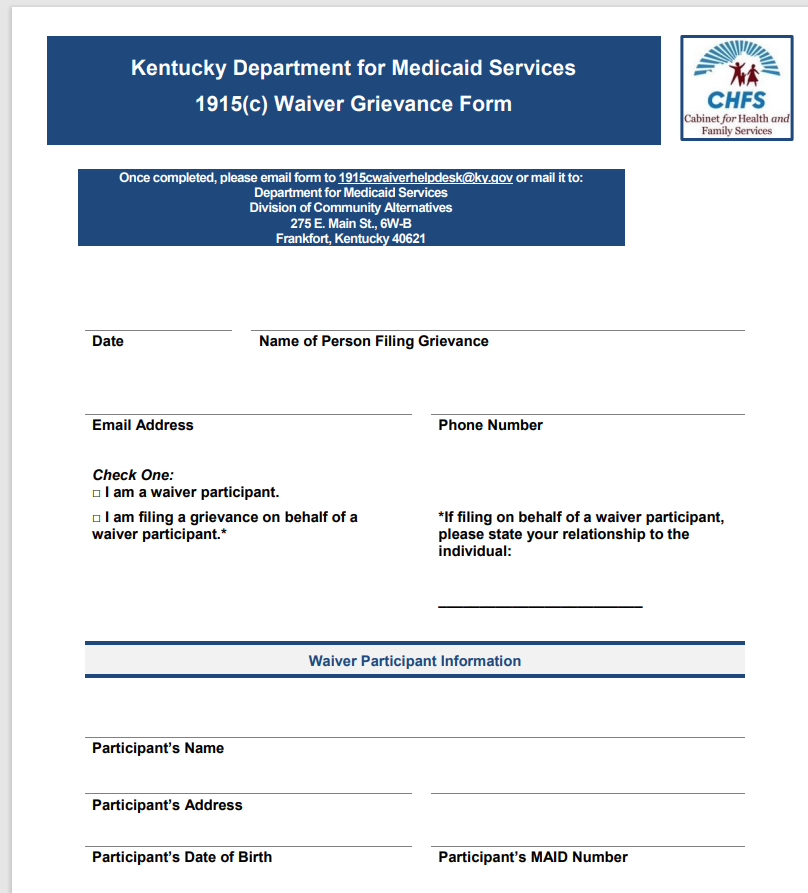 Kentucky Department for Medicaid Services
1915(c) Waiver Grievance Form
CHFS
Cabinet for Health and
Family Services
Once completed, please email form to 1915cwaiverhelpdesk@ky.gov or mail it to:
Department for Medicaid Services
Division of Community Alternatives
275 E. Main St., 6W-B
Frankfort, Kentucky 40621
Date
Name of Person Filing Grievance
Email Address
Phone Number
Check One:
□ I am a waiver participant.
□ I am filing a grievance on behalf of a
waiver participant.*
*If filing on behalf of a waiver participant,
please state your relationship to the
individual:
Waiver Participant Information
Participant’s Name
Participant’s Address
Participant’s Date of Birth
Participant’s MAID Number